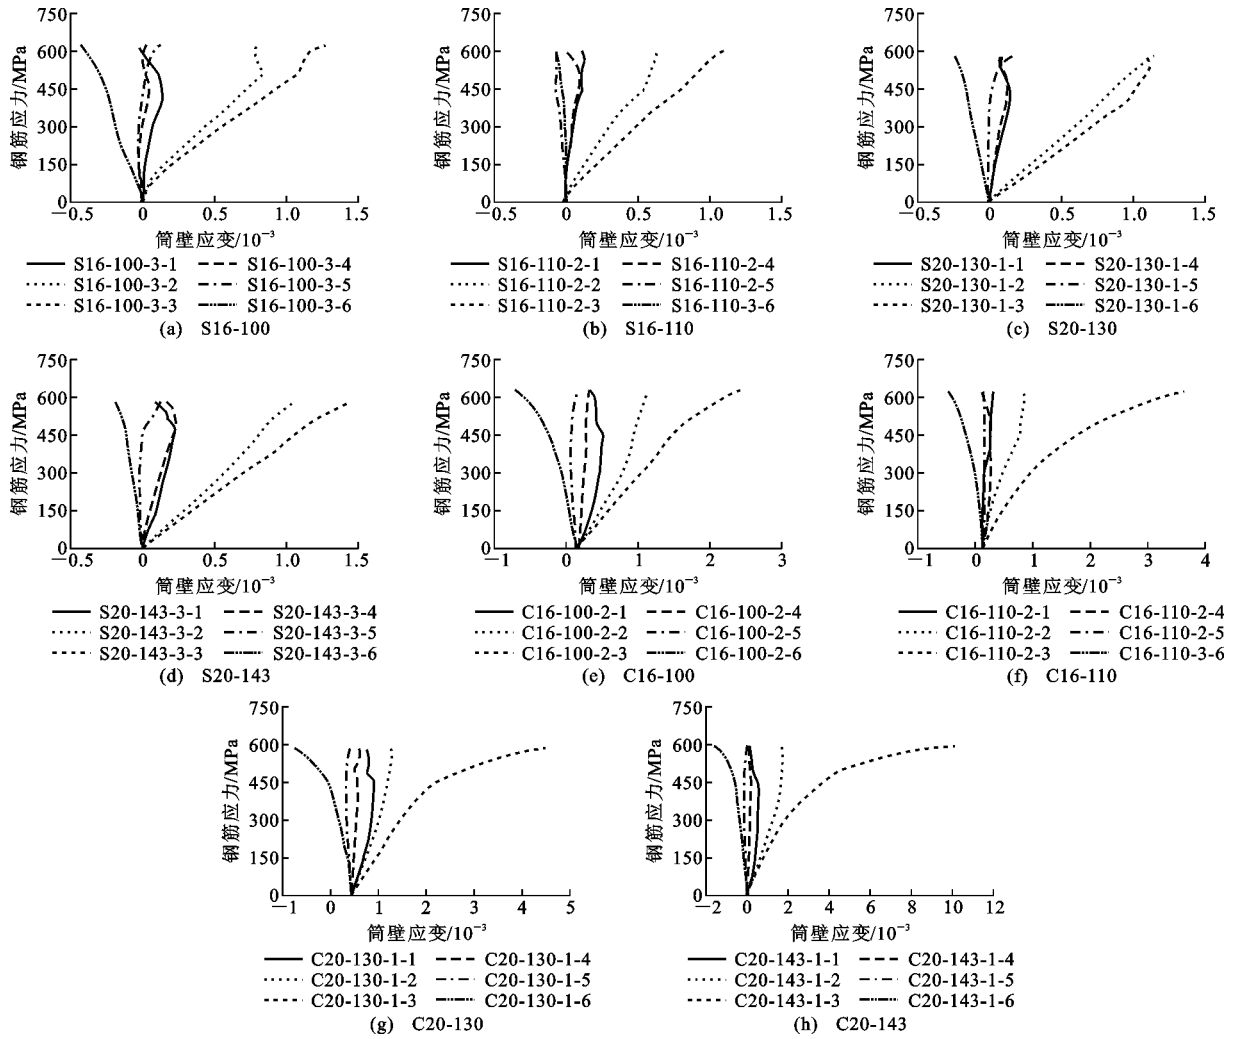 750
600
450
300
150
0
钢筋应力/MPa
−0.5 0 0.5 1.0 1.5
筒壁应变/10⁻³
S16-100-3-1 S16-100-3-4
S16-100-3-2 S16-100-3-5
S16-100-3-3 S16-100-3-6
(a) S16-100
750
600
450
300
150
0
钢筋应力/MPa
−0.5 0 0.5 1.0 1.5
筒壁应变/10⁻³
S16-110-2-1 S16-110-2-4
S16-110-2-2 S16-110-2-5
S16-110-2-3 S16-110-3-6
(b) S16-110
750
600
450
300
150
0
钢筋应力/MPa
−0.5 0 0.5 1.0 1.5
筒壁应变/10⁻³
S20-130-1-1 S20-130-1-4
S20-130-1-2 S20-130-1-5
S20-130-1-3 S20-130-1-6
(c) S20-130
750
600
450
300
150
0
钢筋应力/MPa
−0.5 0 0.5 1.0 1.5
筒壁应变/10⁻³
S20-143-3-1 S20-143-3-4
S20-143-3-2 S20-143-3-5
S20-143-3-3 S20-143-3-6
(d) S20-143
750
600
450
300
150
0
钢筋应力/MPa
−1 0 1 2 3
筒壁应变/10⁻³
C16-100-2-1 C16-100-2-4
C16-100-2-2 C16-100-2-5
C16-100-2-3 C16-100-2-6
(e) C16-100
750
600
450
300
150
0
钢筋应力/MPa
−1 0 1 2 3 4
筒壁应变/10⁻³
C16-110-2-1 C16-110-2-4
C16-110-2-2 C16-110-2-5
C16-110-2-3 C16-110-3-6
(f) C16-110
750
600
450
300
150
0
钢筋应力/MPa
−1 0 1 2 3 4 5
筒壁应变/10⁻³
C20-130-1-1 C20-130-1-4
C20-130-1-2 C20-130-1-5
C20-130-1-3 C20-130-1-6
(g) C20-130
750
600
450
300
150
0
钢筋应力/MPa
−2 0 2 4 6 8 10 12
筒壁应变/10⁻³
C20-143-1-1 C20-143-1-4
C20-143-1-2 C20-143-1-5
C20-143-1-3 C20-143-1-6
(h) C20-143